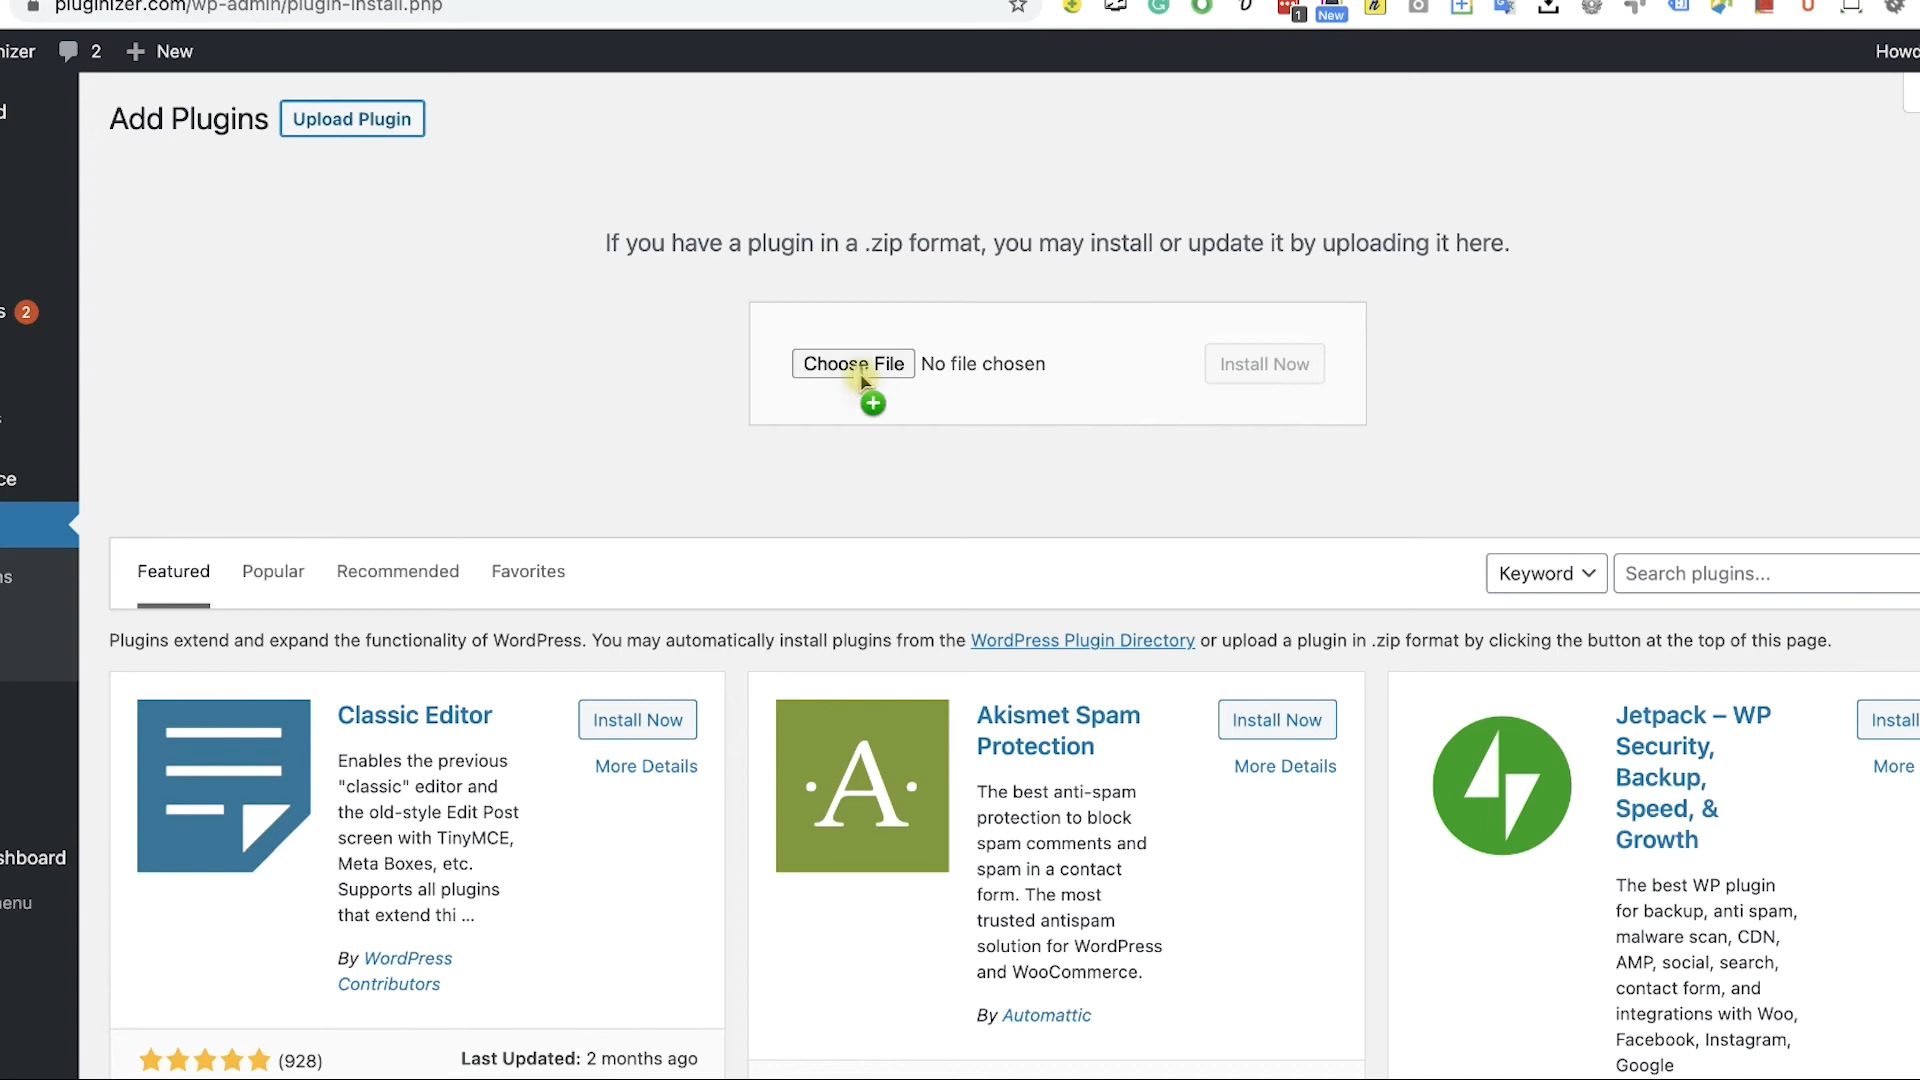 pluginizer.com/wp-admin/plugin-install.php
1
New
nizer 2 New
Howd
d
Add Plugins Upload Plugin
If you have a plugin in a .zip format, you may install or update it by uploading it here.
s 2
Choose File No file chosen Install Now
ce
Featured Popular Recommended Favorites Keyword Search plugins...
ns
Plugins extend and expand the functionality of WordPress. You may automatically install plugins from the WordPress Plugin Directory or upload a plugin in .zip format by clicking the button at the top of this page.
Classic Editor
Install Now
More Details
Enables the previous
"classic" editor and
the old-style Edit Post
screen with TinyMCE,
Meta Boxes, etc.
Supports all plugins
that extend thi ...
By WordPress
Contributors
(928) Last Updated: 2 months ago
·A·
Akismet Spam
Protection
Install Now
More Details
The best anti-spam
protection to block
spam comments and
spam in a contact
form. The most
trusted antispam
solution for WordPress
and WooCommerce.
By Automattic
Jetpack – WP
Security,
Backup,
Speed, &
Growth
Install
More
The best WP plugin
for backup, anti spam,
malware scan, CDN,
AMP, social, search,
contact form, and
integrations with Woo,
Facebook, Instagram,
Google
shboard
enu